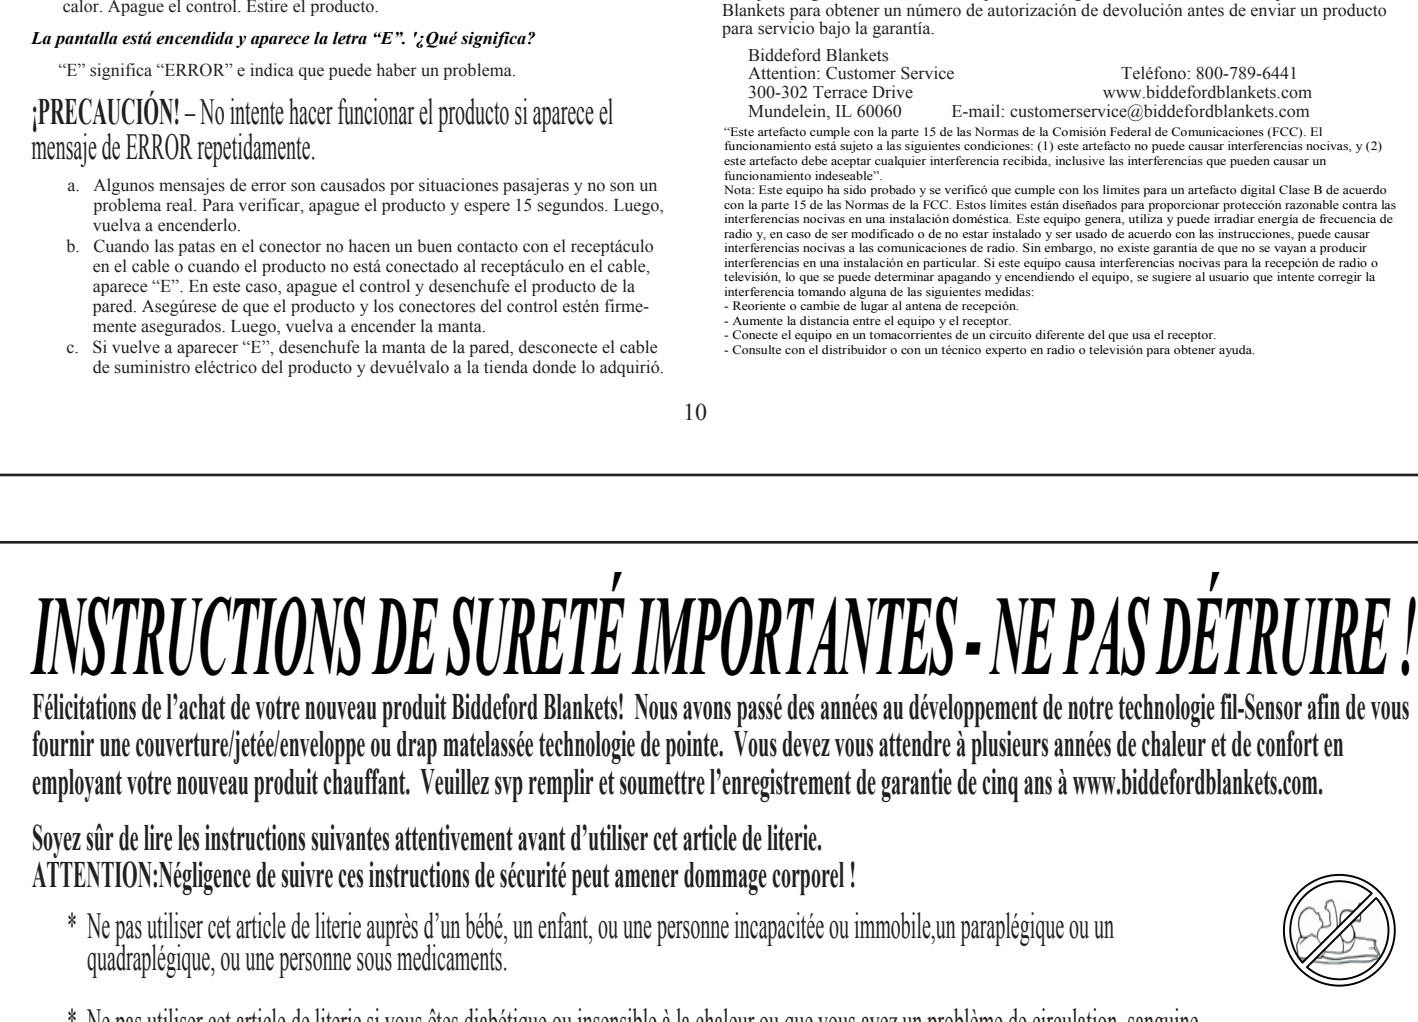 calor. Apague el control. Estire el producto.
La pantalla está encendida y aparece la letra “E”. '¿Qué significa?
“E” significa “ERROR” e indica que puede haber un problema.
¡PRECAUCIÓN! – No intente hacer funcionar el producto si aparece el
mensaje de ERROR repetidamente.
a. Algunos mensajes de error son causados por situaciones pasajeras y no son un
problema real. Para verificar, apague el producto y espere 15 segundos. Luego,
vuelva a encenderlo.
b. Cuando las patas en el conector no hacen un buen contacto con el receptáculo
en el cable o cuando el producto no está conectado al receptáculo en el cable,
aparece “E”. En este caso, apague el control y desenchufe el producto de la
pared. Asegúrese de que el producto y los conectores del control estén firme-
mente asegurados. Luego, vuelva a encender la manta.
c. Si vuelve a aparecer “E”, desenchufe la manta de la pared, desconecte el cable
de suministro eléctrico del producto y devuélvalo a la tienda donde lo adquirió.
Blankets para obtener un número de autorización de devolución antes de enviar un producto
para servicio bajo la garantía.
Biddeford Blankets
Attention: Customer Service Teléfono: 800-789-6441
300-302 Terrace Drive www.biddefordblankets.com
Mundelein, IL 60060 E-mail: customerservice@biddefordblankets.com
“Este artefacto cumple con la parte 15 de las Normas de la Comisión Federal de Comunicaciones (FCC). El
funcionamiento está sujeto a las siguientes condiciones: (1) este artefacto no puede causar interferencias nocivas, y (2)
este artefacto debe aceptar cualquier interferencia recibida, inclusive las interferencias que pueden causar un
funcionamiento indeseable”.
Nota: Este equipo ha sido probado y se verificó que cumple con los límites para un artefacto digital Clase B de acuerdo
con la parte 15 de las Normas de la FCC. Estos límites están diseñados para proporcionar protección razonable contra las
interferencias nocivas en una instalación doméstica. Este equipo genera, utiliza y puede irradiar energía de frecuencia de
radio y, en caso de ser modificado o de no estar instalado y ser usado de acuerdo con las instrucciones, puede causar
interferencias nocivas a las comunicaciones de radio. Sin embargo, no existe garantía de que no se vayan a producir
interferencias en una instalación en particular. Si este equipo causa interferencias nocivas para la recepción de radio o
televisión, lo que se puede determinar apagando y encendiendo el equipo, se sugiere al usuario que intente corregir la
interferencia tomando alguna de las siguientes medidas:
- Reoriente o cambie de lugar al antena de recepción.
- Aumente la distancia entre el equipo y el receptor.
- Conecte el equipo en un tomacorrientes de un circuito diferente del que usa el receptor.
- Consulte con el distribuidor o con un técnico experto en radio o televisión para obtener ayuda.
10
INSTRUCTIONS DE SURETÉ IMPORTANTES - NE PAS DÉTRUIRE !
Félicitations de l’achat de votre nouveau produit Biddeford Blankets! Nous avons passé des années au développement de notre technologie fil-Sensor afin de vous
fournir une couverture/jetée/enveloppe ou drap matelassée technologie de pointe. Vous devez vous attendre à plusieurs années de chaleur et de confort en
employant votre nouveau produit chauffant. Veuillez svp remplir et soumettre l’enregistrement de garantie de cinq ans à www.biddefordblankets.com.
Soyez sûr de lire les instructions suivantes attentivement avant d’utiliser cet article de literie.
ATTENTION:Négligence de suivre ces instructions de sécurité peut amener dommage corporel !
* Ne pas utiliser cet article de literie auprès d’un bébé, un enfant, ou une personne incapacitée ou immobile,un paraplégique ou un
quadraplégique, ou une personne sous medicaments.
* Ne pas utiliser cet article de literie si vous êtes diabétique ou insensible à la chaleur ou que vous avez un problème de circulation sanguine